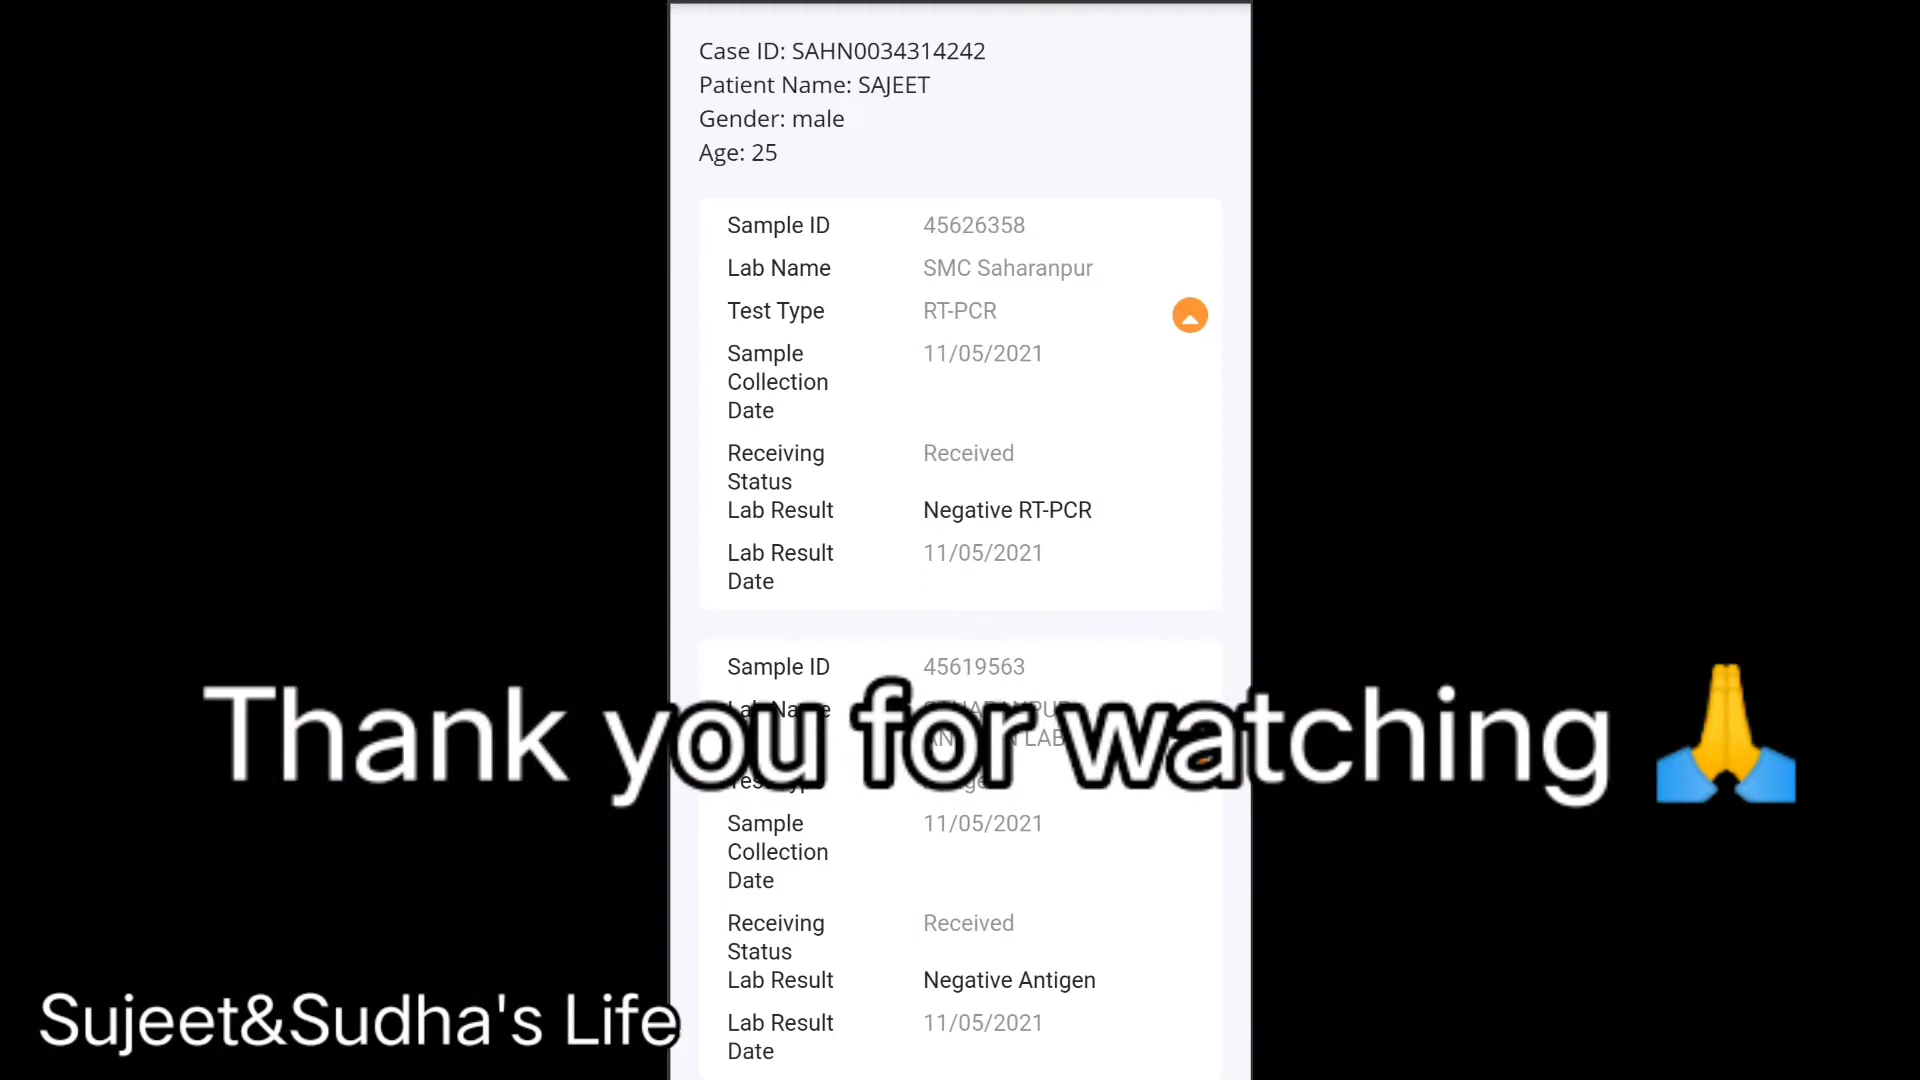 Case ID: SAHN0034314242
Patient Name: SAJEET
Gender: male
Age: 25
Sample ID 45626358
Lab Name SMC Saharanpur
Test Type RT-PCR
Sample Collection Date 11/05/2021
Receiving Status Received
Lab Result Negative RT-PCR
Lab Result Date 11/05/2021
Sample ID 45619563
Lab Name
LAB
Thank you for watching 🙏
Sample Collection Date 11/05/2021
Receiving Status Received
Lab Result Negative Antigen
Lab Result Date 11/05/2021
Sujeet&Sudha's Life